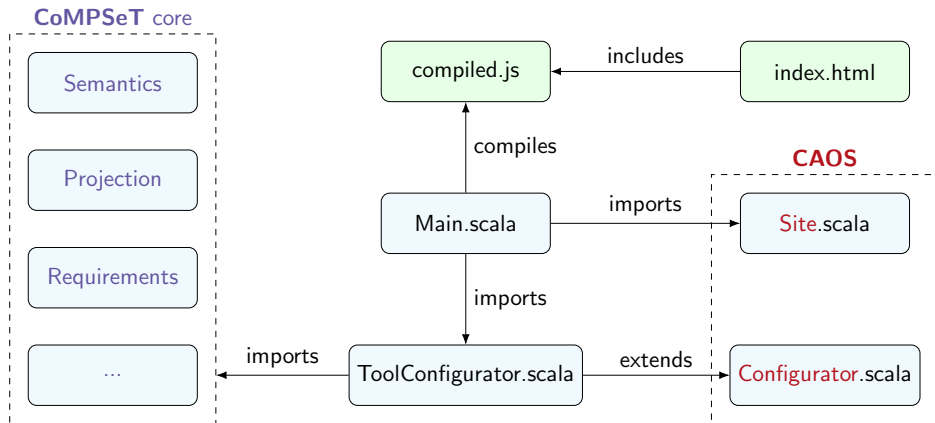 CoMPSeT core
Semantics
Projection
Requirements
...
compiled.js
includes
index.html
compiles
CAOS
Main.scala
imports
Site.scala
imports
imports
ToolConfigurator.scala
extends
Configurator.scala